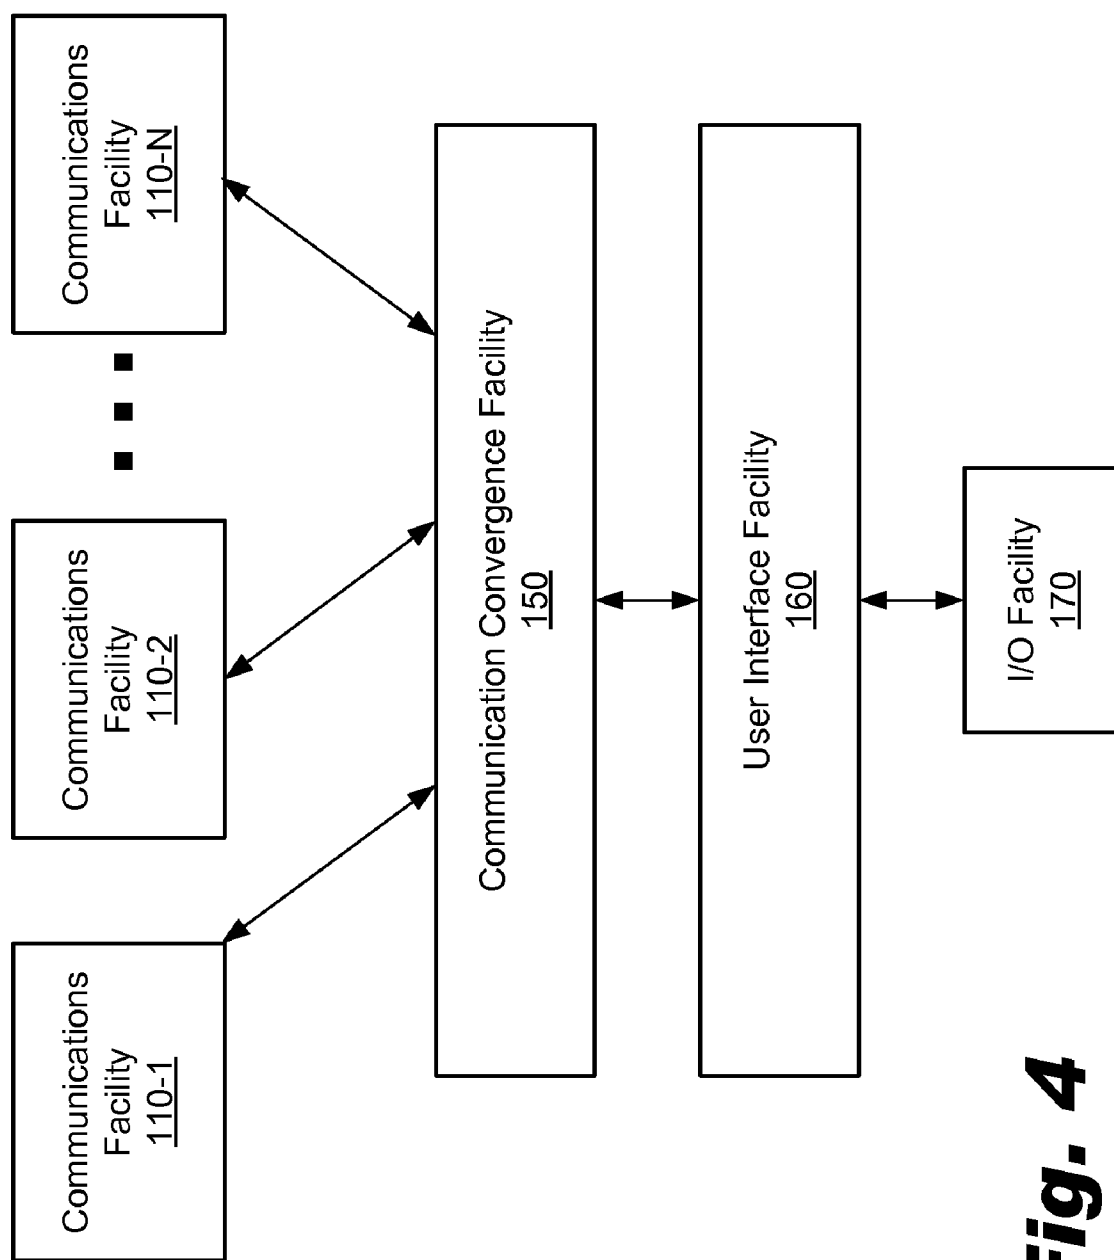 Communications
Facility
110-1
Communications
Facility
110-2
Communications
Facility
110-N
Communication Convergence Facility
150
User Interface Facility
160
I/O Facility
170
Fig. 4